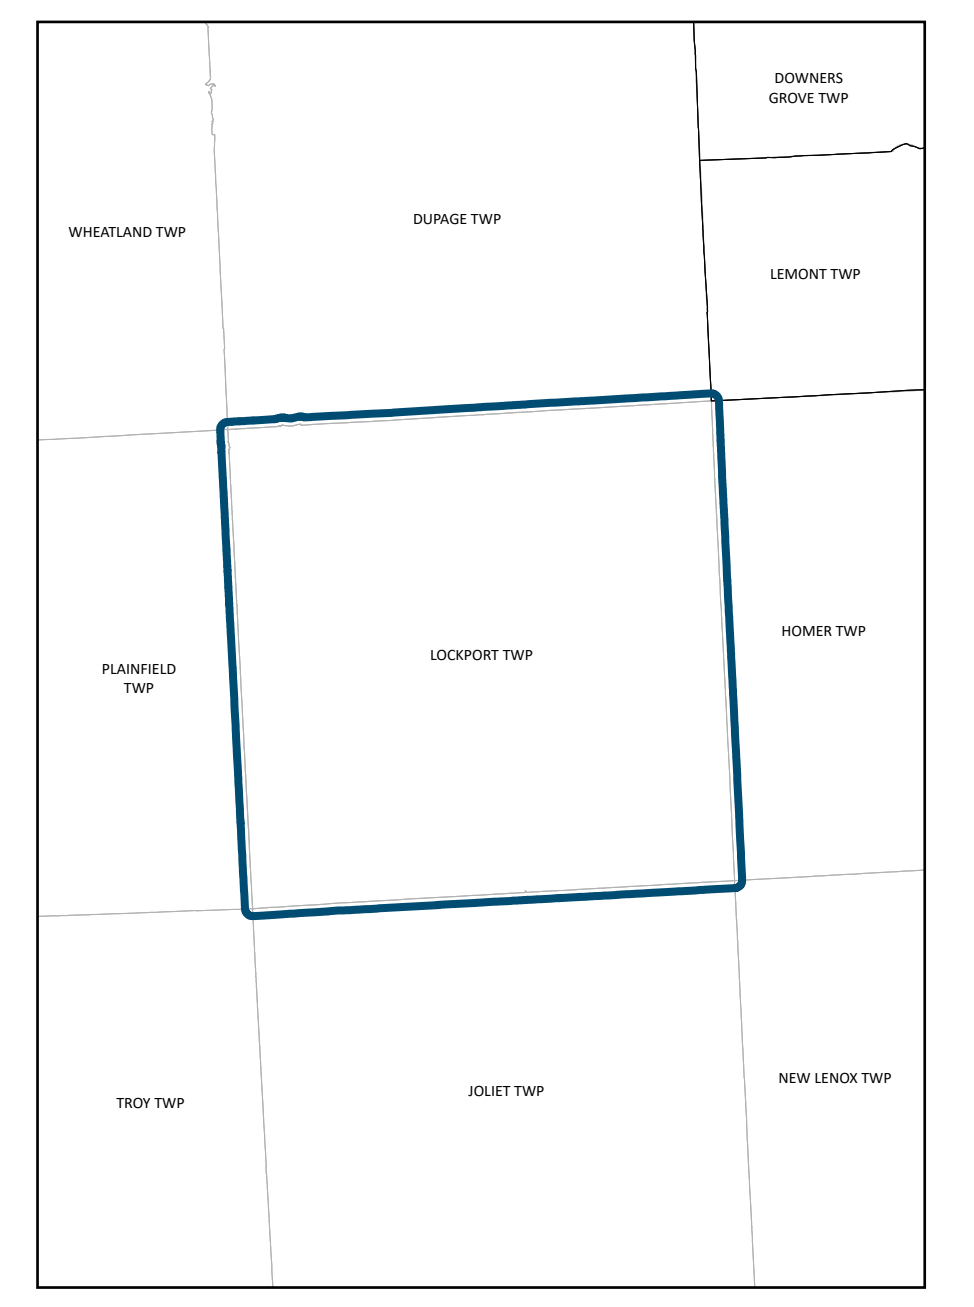 DOWNERS
GROVE TWP
DUPAGE TWP
WHEATLAND TWP
LEMONT TWP
HOMER TWP
LOCKPORT TWP
PLAINFIELD
TWP
NEW LENOX TWP
JOLIET TWP
TROY TWP